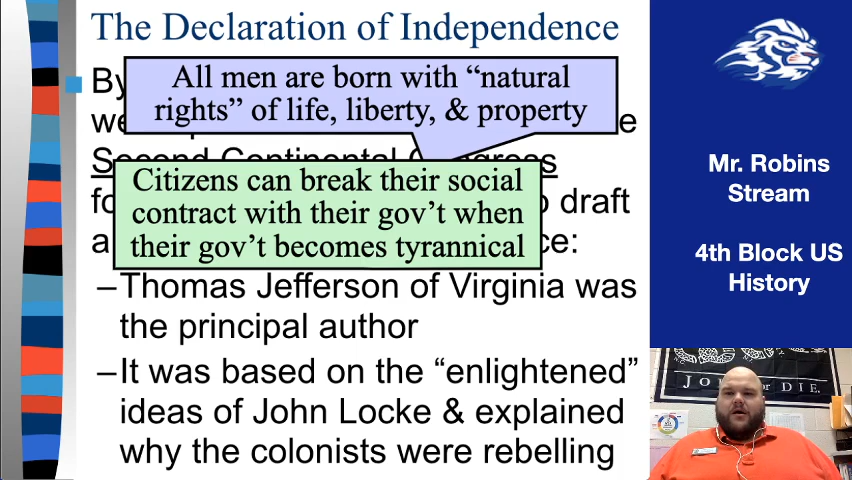 The Declaration of Independence
By
All men are born with “natural
rights” of life, liberty, & property
Second Continental Congress
Citizens can break their social
contract with their gov’t when
their gov’t becomes tyrannical
draft
–Thomas Jefferson of Virginia was
the principal author
–It was based on the “enlightened”
ideas of John Locke & explained
why the colonists were rebelling
Mr. Robins
Stream
4th Block US
History
JO or DIE.